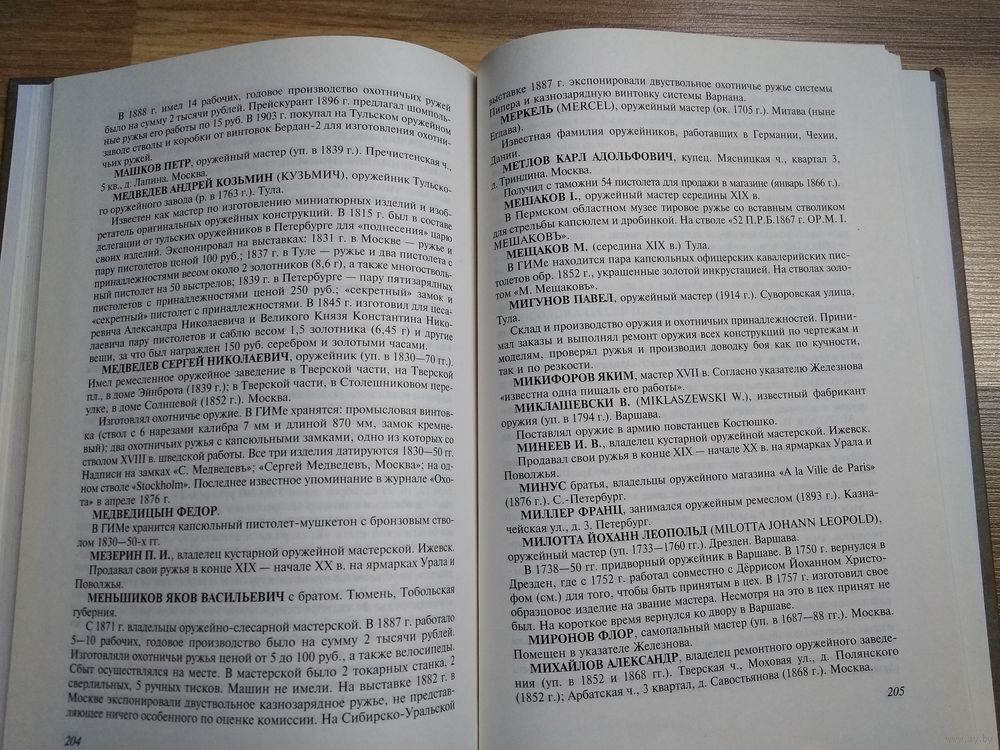 В 1888 г. имел 14 рабочих, годовое производство охотничьих ружей
было на сумму 2 тысячи рублей. Прейскурант 1896 г. предлагал шомполь-
ные ружья его работы по 15 руб. В 1903 г. покупал на Тульском оружейном
заводе стволы и коробки от винтовок Бердан-2 для изготовления охотни-
чьих ружей.
МАШКОВ ПЕТР, оружейный мастер (уп. в 1839 г.). Пречистенская ч.,
5 кв., д. Лапина. Москва.
МЕДВЕДЕВ АНДРЕЙ КОЗЬМИН (КУЗЬМИЧ), оружейник Тульско-
го оружейного завода (р. в 1763 г.). Тула.
Известен как мастер по изготовлению миниатюрных изделий и изоб-
ретатель оригинальных оружейных конструкций. В 1815 г. был в составе
делегации от тульских оружейников в Петербурге для «поднесения» царю
своих изделий. Экспонировал на выставках: 1831 г. в Москве — ружье и
пару пистолетов ценой 100 руб.; 1837 г. в Туле — ружье и два пистолета с
принадлежностями весом около 2 золотников (8,6 г), а также многостволь-
ный пистолет на 50 выстрелов; 1839 г. в Петербурге — пару пятизарядных
пистолетов с принадлежностями ценой 250 руб.; «секретный» замок и
«секретный» пистолет с принадлежностями. В 1845 г. изготовил для цеса-
ревича Александра Николаевича и Великого Князя Константина Нико-
лаевича пару пистолетов и саблю весом 1,5 золотника (6,45 г) и другие
вещи, за что был награжден 150 руб. серебром и золотыми часами.
МЕДВЕДЕВ СЕРГЕЙ НИКОЛАЕВИЧ, оружейник (уп. в 1830—70 гг.).
Имел ремесленное оружейное заведение в Тверской части, на Тверской
пл., в доме Эйнброта (1839 г.); в Тверской части, в Столешниковом пере-
улке, в доме Солнцевой (1852 г.). Москва.
Изготовлял охотничье оружие. В ГИМе хранятся: промысловая винтов-
ка (ствол с 6 нарезами калибра 7 мм и длиной 870 мм, замок кремне-
вый); два охотничьих ружья с капсюльными замками, одно из которых со
стволом XVIII в. шведской работы. Все три изделия датируются 1830—50 гг.
Надписи на замках «С. Медведевъ»; «Сергей Медведевъ, Москва»; на од-
ном стволе «Stockholm». Последнее известное упоминание в журнале «Охо-
та» в апреле 1876 г.
МЕДВЕДИЦЫН ФЕДОР.
В ГИМе хранится капсюльный пистолет-мушкетон с бронзовым ство-
лом 1830—50-х гг.
МЕЗЕРИН П. И., владелец кустарной оружейной мастерской. Ижевск.
Продавал свои ружья в конце XIX — начале XX в. на ярмарках Урала и
Поволжья.
МЕНЬШИКОВ ЯКОВ ВАСИЛЬЕВИЧ с братом. Тюмень, Тобольская
губерния.
С 1871 г. владельцы оружейно-слесарной мастерской. В 1887 г. работало
5—10 рабочих, годовое производство было на сумму 2 тысячи рублей.
Изготовляли охотничьи ружья ценой от 5 до 100 руб., а также велосипеды.
Сбыт осуществлялся на месте. В мастерской было 2 токарных станка, 2
сверлильных, 5 ручных тисков. Машин не имели. На выставке 1882 г. в
Москве экспонировали двуствольное казнозарядное ружье, не представ-
ляющее ничего особенного по оценке комиссии. На Сибирско-Уральской
204
выставке 1887 г. экспонировали двуствольное охотничье ружье системы
Пипера и казнозарядную винтовку системы Варнана.
МЕРКЕЛЬ (MERCEL), оружейный мастер (ок. 1705 г.). Митава (ныне
Елгава).
Известная фамилия оружейников, работавших в Германии, Чехии,
Дании.
МЕТЛОВ КАРЛ АДОЛЬФОВИЧ, купец. Мясницкая ч., квартал 3,
д. Триндина. Москва.
Получил с таможни 54 пистолета для продажи в магазине (январь 1866 г.).
МЕШАКОВ I., оружейный мастер середины XIX в.
В Пермском областном музее тировое ружье со вставным стволиком
для стрельбы капсюлем и дробинкой. На стволе «52 П.Р.Б.1867 г. ОР.М. I.
МЕШАКОВЪ».
МЕЩАКОВ М. (середина XIX в.) Тула.
В ГИМе находится пара капсюльных офицерских кавалерийских пис-
толетов обр. 1852 г., украшенные золотой инкрустацией. На стволах золо-
том «М. Мещаковъ».
МИГУНОВ ПАВЕЛ, оружейный мастер (1914 г.). Суворовская улица,
Тула.
Склад и производство оружия и охотничьих принадлежностей. Прини-
мал заказы и выполнял ремонт оружия всех конструкций по чертежам и
моделям, проверял ружья и производил доводку боя как по кучности,
так и по резкости.
МИКИФОРОВ ЯКИМ, мастер XVII в. Согласно указателю Железнова
«известна одна пищаль его работы».
МИКЛАШЕВСКИ В. (MIKLASZEWSKI W.), известный фабрикант
оружия (уп. в 1794 г.). Варшава.
Поставлял оружие в армию повстанцев Костюшко.
МИНЕЕВ И. В., владелец кустарной оружейной мастерской. Ижевск.
Продавал свои ружья в конце XIX — начале XX в. на ярмарках Урала и
Поволжья.
МИНУС братья, владельцы оружейного магазина «A la Ville de Paris»
(1876 г.). С.-Петербург.
МИЛЛЕР ФРАНЦ, занимался оружейным ремеслом (1893 г.). Казна-
чейская ул., д. 3. Петербург.
МИЛОТТА ЙОХАНН ЛЕОПОЛЬД (MILOTTA JOHANN LEOPOLD),
оружейный мастер (уп. 1733—1760 гг.). Дрезден. Варшава.
В 1738—50 гг. придворный оружейник в Варшаве. В 1750 г. вернулся в
Дрезден, где с 1752 г. работал совместно с Дёррисом Йоханном Христо-
фом (см.) для того, чтобы быть принятым в цех. В 1757 г. изготовил свое
образцовое изделие на звание мастера. Несмотря на это в цех принят не
был. На короткое время вернулся ко двору в Варшаве.
МИРОНОВ ФЛОР, самопальный мастер (уп. в 1687—88 гг.). Москва.
Помещен в указателе Железнова.
МИХАЙЛОВ АЛЕКСАНДР, владелец ремонтного оружейного заведе-
ния (уп. в 1852 и 1868 гг.). Тверская ч., Моховая ул., д. Полянского
(1852 г.); Арбатская ч., 3 квартал, д. Савостьянова (1868 г.). Москва.
205
www.ay.by